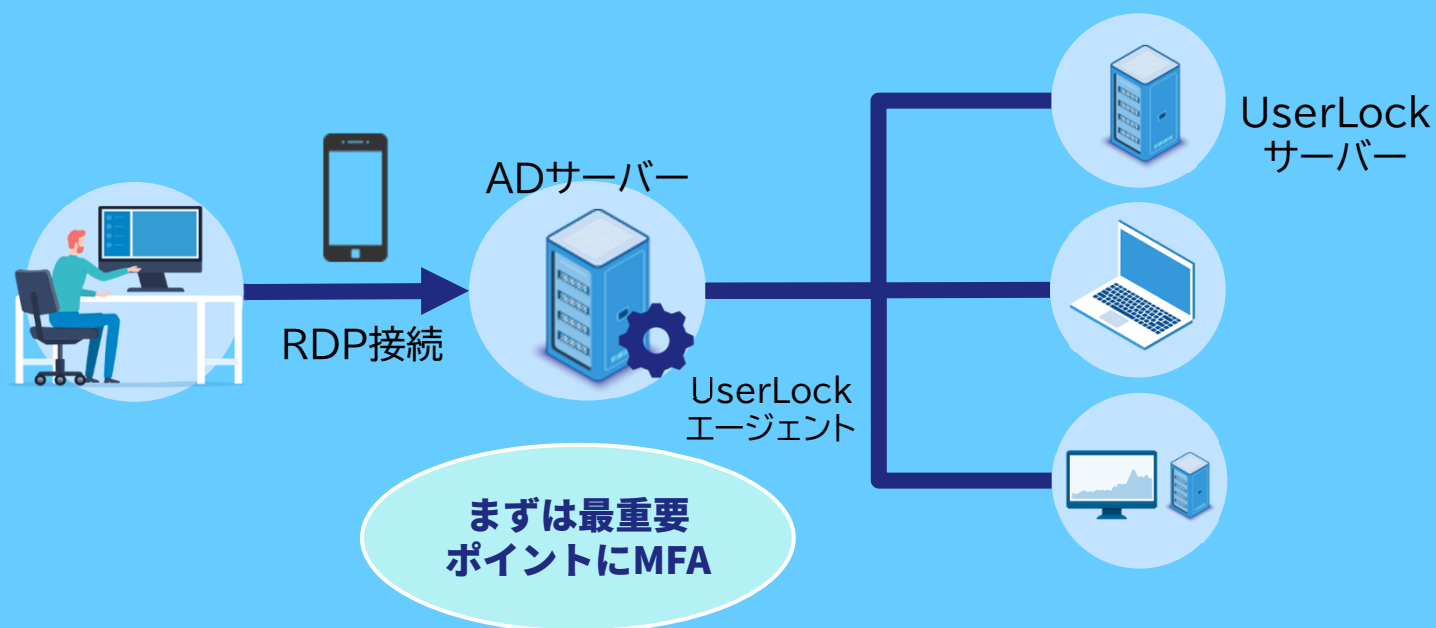 ADサーバー
RDP接続
UserLock
エージェント
UserLock
サーバー
まずは最重要
ポイントにMFA